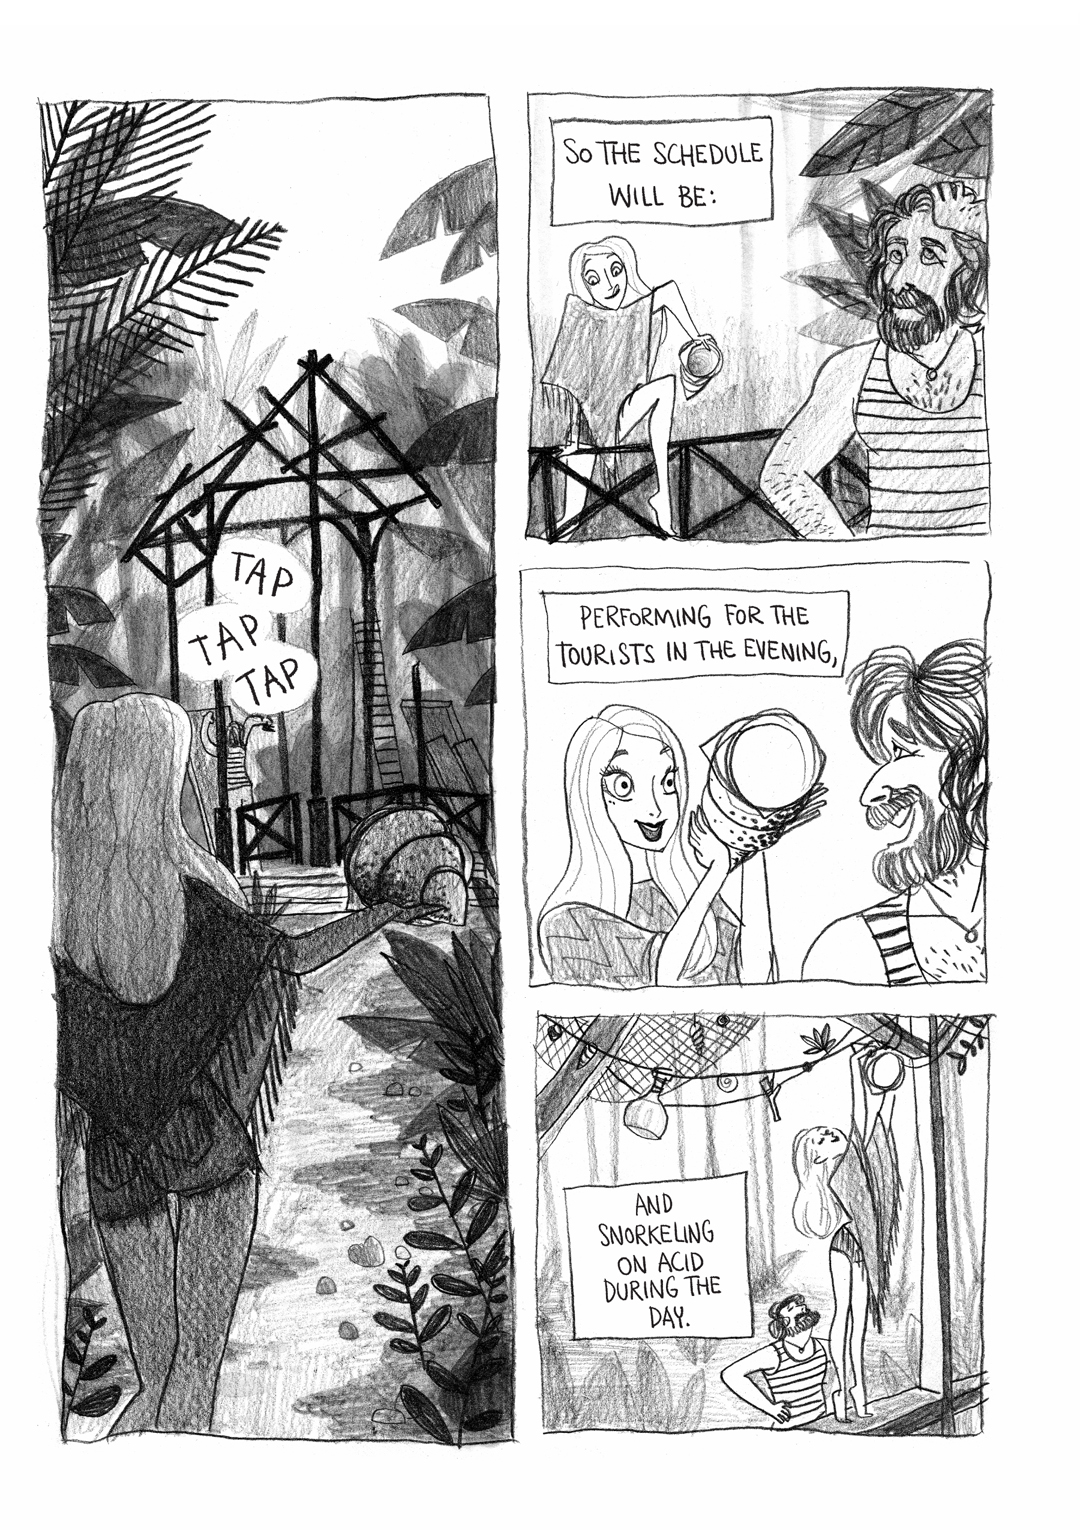 TAP
TAP
TAP
SO THE SCHEDULE
WILL BE:
PERFORMING FOR THE
TOURISTS IN THE EVENING,
AND
SNORKELING
ON ACID
DURING THE
DAY.